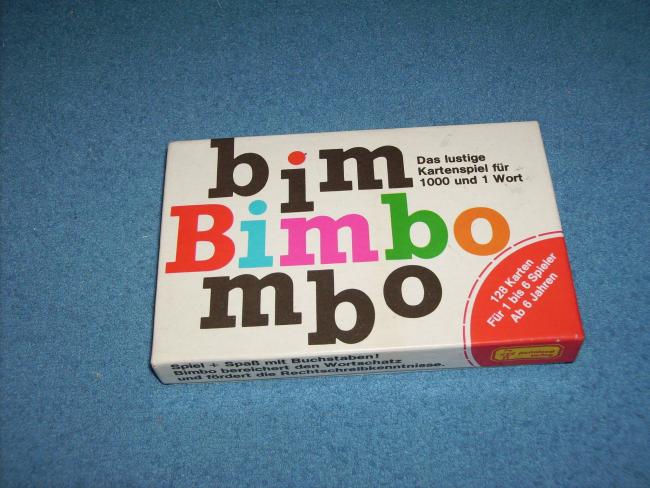 bim
Das lustige
Kartenspiel für
1000 und 1 Wort
Bimbo
mbo
128 Karten
Für 1 bis 6 Spieler
Ab 6 Jahren
Spiel + Spaß mit Buchstaben!
Bimbo bereichert den Wortschatz
und fördert die Rechtschreibkenntnisse.